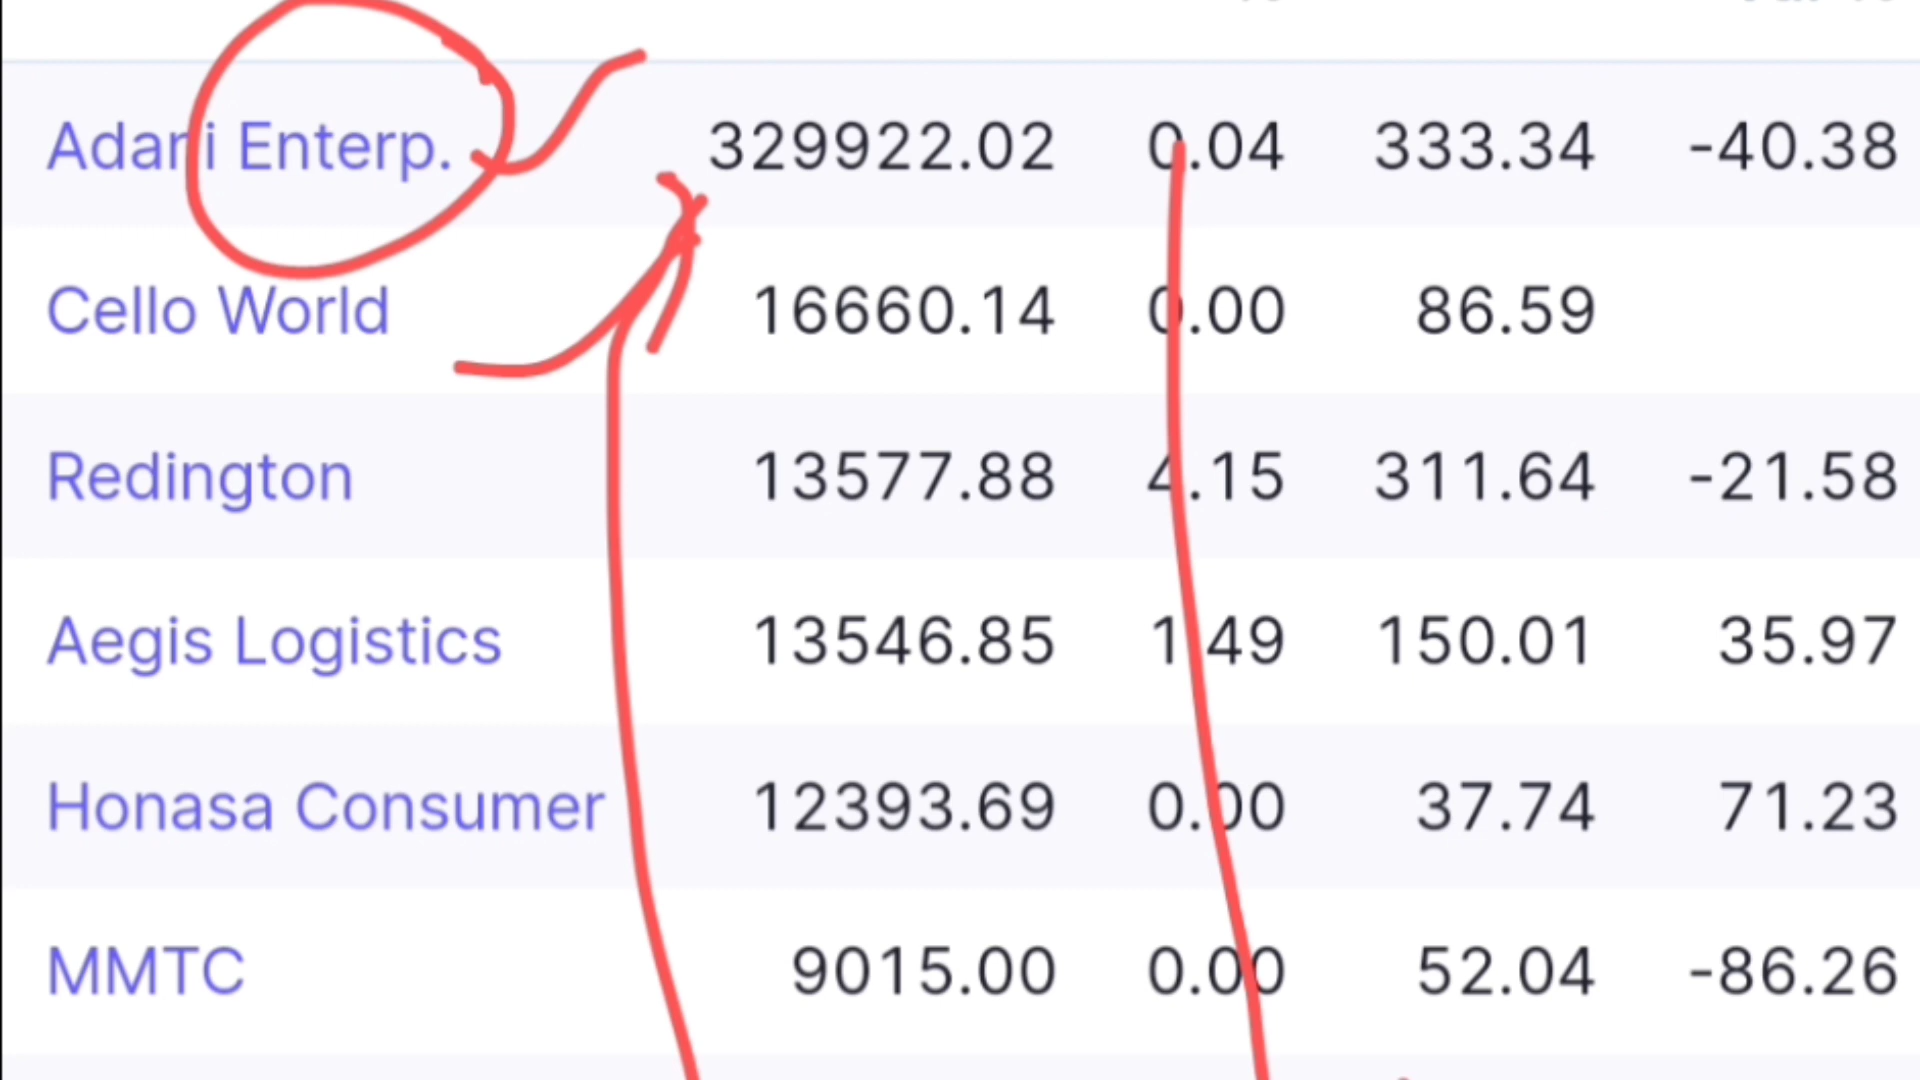 Adani Enterp. 329922.02 0.04 333.34 -40.38
Cello World 16660.14 0.00 86.59
Redington 13577.88 4.15 311.64 -21.58
Aegis Logistics 13546.85 1.49 150.01 35.97
Honasa Consumer 12393.69 0.00 37.74 71.23
MMTC 9015.00 0.00 52.04 -86.26